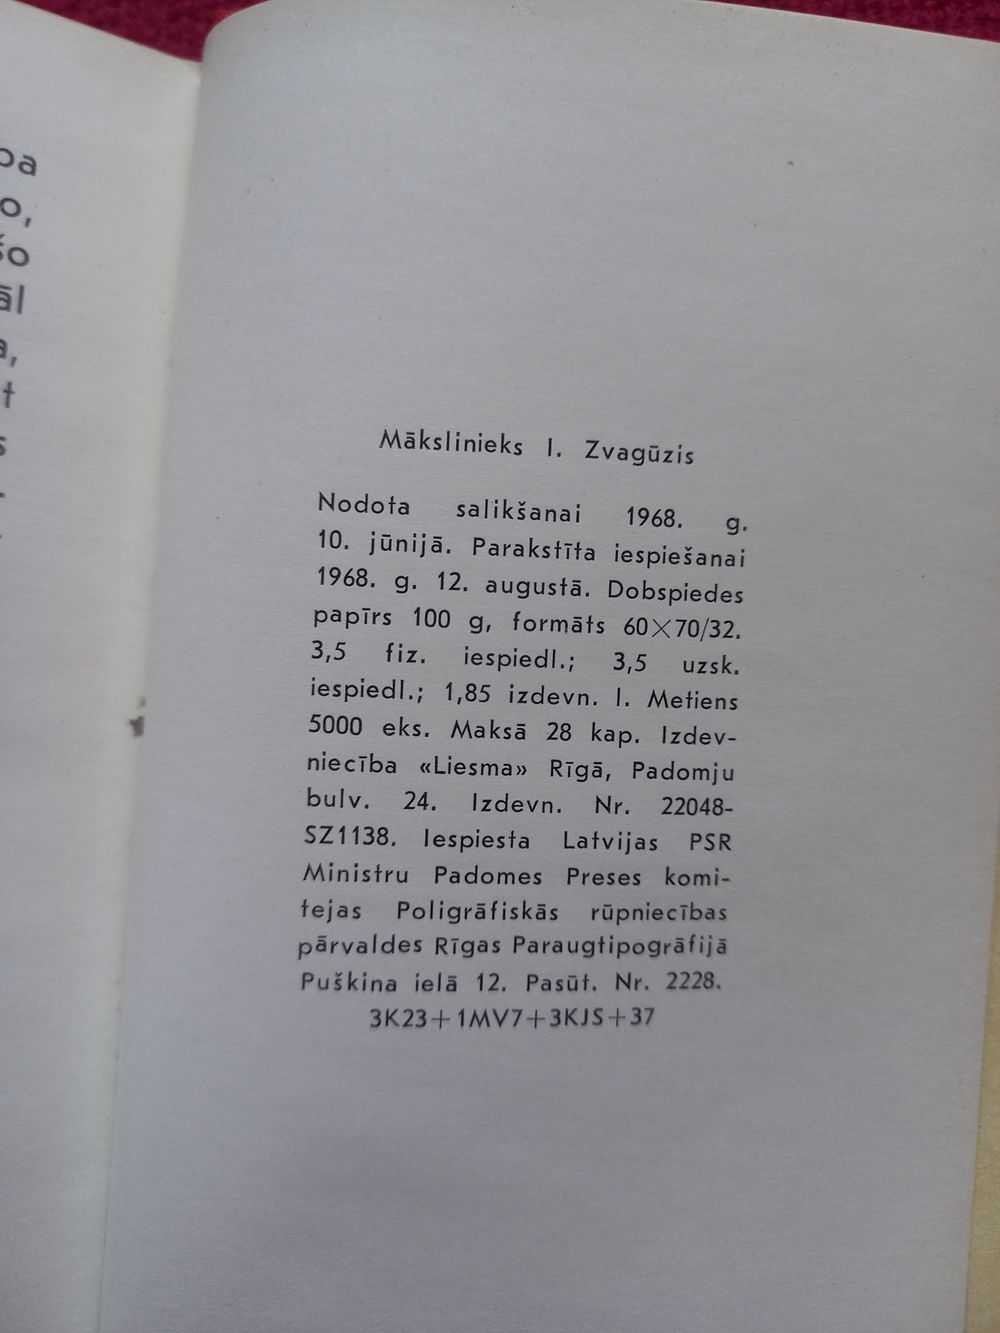 Mākslinieks I. Zvagūzis
Nodota salikšanai 1968. g.
10. jūnijā. Parakstīta iespiešanai
1968. g. 12. augustā. Dobspiedes
papīrs 100 g, formāts 60×70/32.
3,5 fiz. iespiedl.; 3,5 uzsk.
iespiedl.; 1,85 izdevn. l. Metiens
5000 eks. Maksā 28 kap. Izdev-
niecība «Liesma» Rīgā, Padomju
bulv. 24. Izdevn. Nr. 22048-
SZ1138. Iespiesta Latvijas PSR
Ministru Padomes Preses komi-
tejas Poligrāfiskās rūpniecības
pārvaldes Rīgas Paraugtipogrāfijā
Puškina ielā 12. Pasūt. Nr. 2228.
3K23+1MV7+3KJS+37